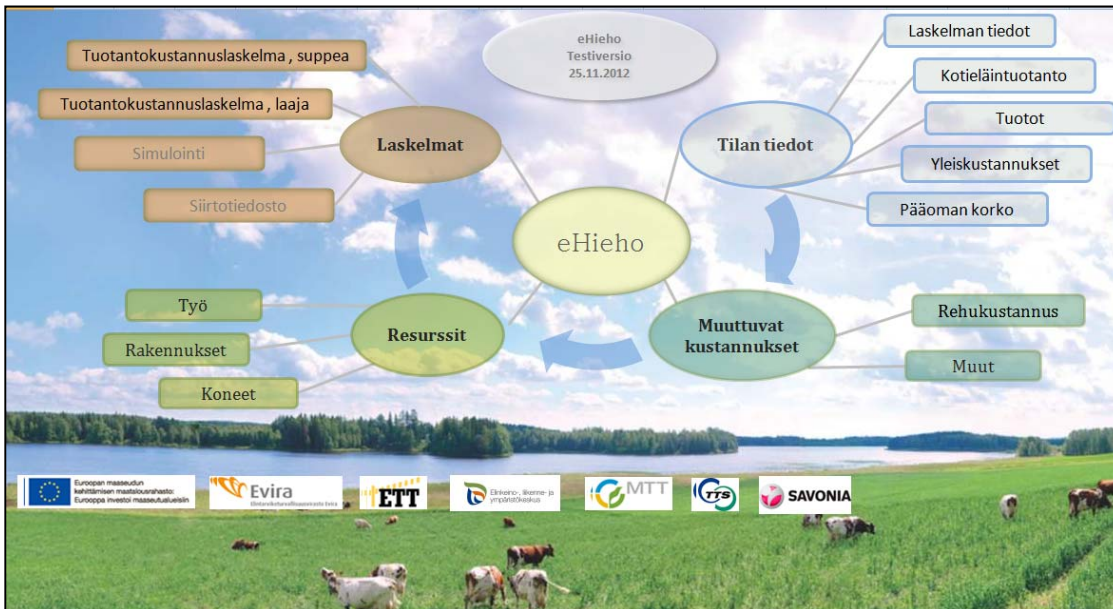 eHieho
Testiversio
25.11.2012
Tuotantokustannuslaskelma , suppea
Tuotantokustannuslaskelma , laaja
Simulointi
Siirtotiedosto
Laskelmat
Laskelman tiedot
Kotieläintuotanto
Tuotot
Yleiskustannukset
Pääoman korko
Tilan tiedot
eHieho
Työ
Rakennukset
Koneet
Resurssit
Muuttuvat
kustannukset
Rehukustannus
Muut
Euroopan maaseudun
kehittämisen maatalousrahasto:
Eurooppa investoi maaseutualueisiin
Evira
Elintarviketurvallisuusvirasto Evira
ETT
Elinkeino-, liikenne- ja
ympäristökeskus
MTT
TTS
SAVONIA